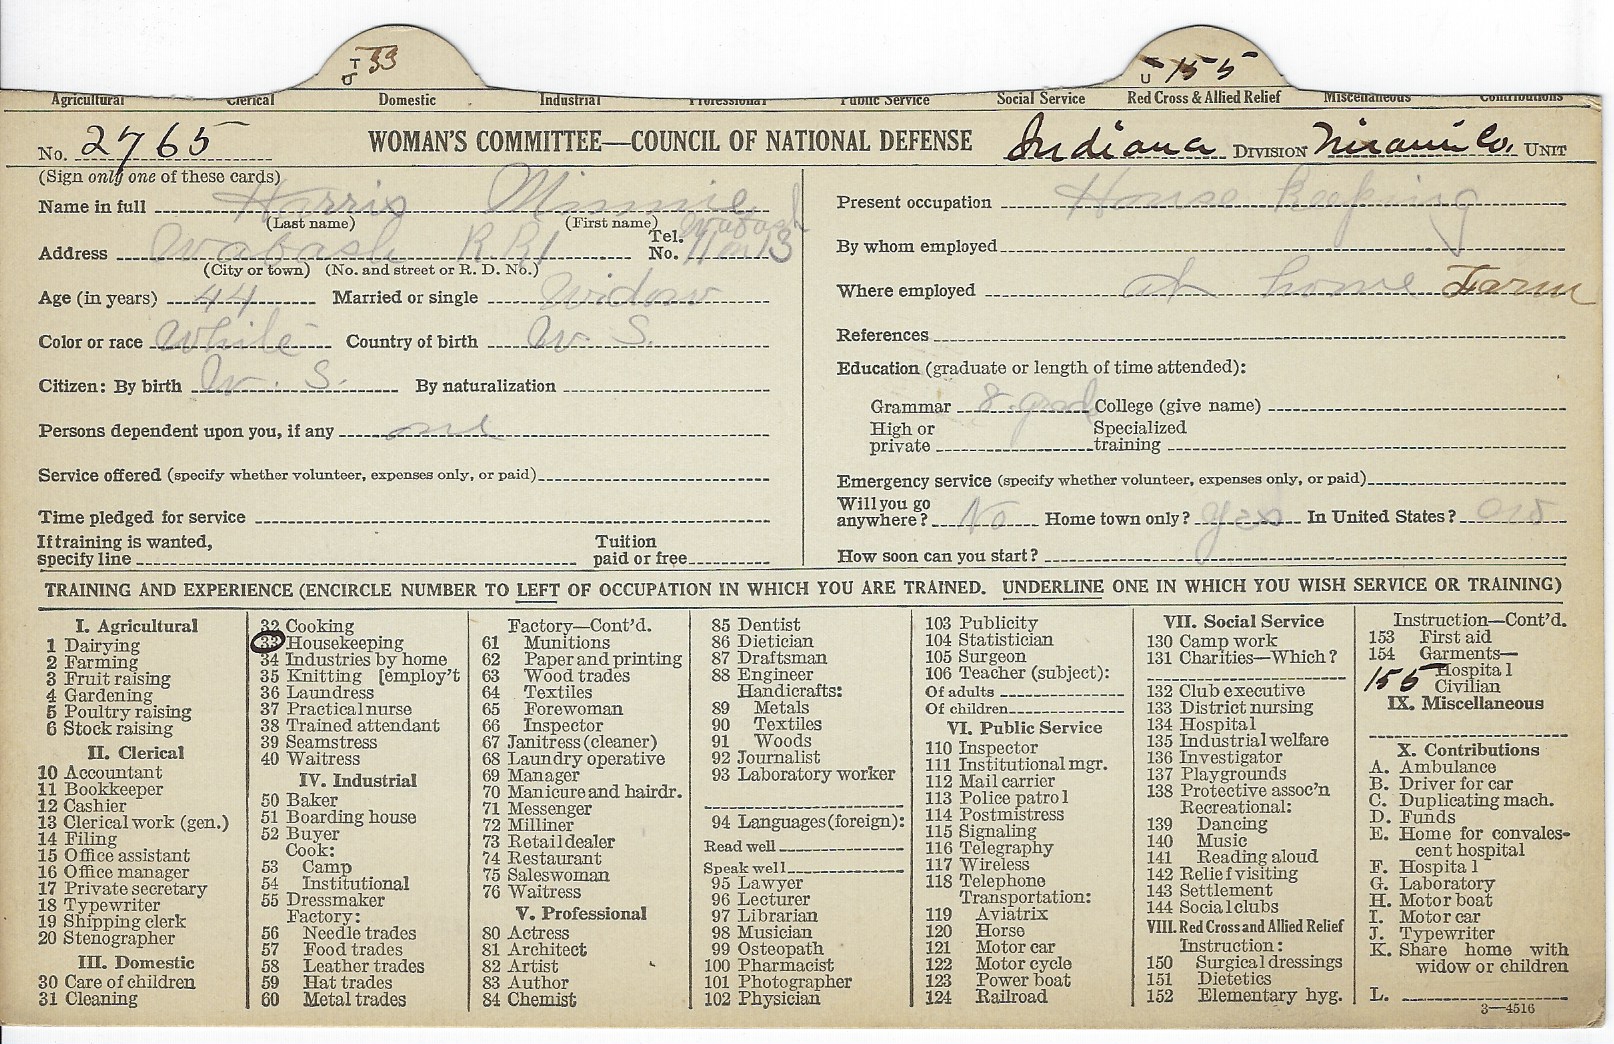 T 33
U 155
Agricultural Clerical Domestic Industrial Professional Public Service Social Service Red Cross & Allied Relief Miscellaneous Contributions
No. 2765 WOMAN'S COMMITTEE—COUNCIL OF NATIONAL DEFENSE Indiana DIVISION Miami Co. UNIT
(Sign only one of these cards)
Name in full Harris Minnie
(Last name) (First name)
Address Wabash R R 1 Tel. No. Wabash 11 on 13
(City or town) (No. and street or R. D. No.)
Age (in years) 44 Married or single Widow
Color or race White Country of birth U. S.
Citizen: By birth U. S. By naturalization
Persons dependent upon you, if any one
Service offered (specify whether volunteer, expenses only, or paid)
Time pledged for service
If training is wanted, specify line Tuition paid or free
Present occupation House keeping
By whom employed
Where employed at home Farm
References
Education (graduate or length of time attended):
Grammar 8. grad College (give name)
High or private Specialized training
Emergency service (specify whether volunteer, expenses only, or paid)
Will you go anywhere? No Home town only? yes In United States?
How soon can you start?
TRAINING AND EXPERIENCE (ENCIRCLE NUMBER TO LEFT OF OCCUPATION IN WHICH YOU ARE TRAINED. UNDERLINE ONE IN WHICH YOU WISH SERVICE OR TRAINING)
I. Agricultural
1 Dairying
2 Farming
3 Fruit raising
4 Gardening
5 Poultry raising
6 Stock raising
II. Clerical
10 Accountant
11 Bookkeeper
12 Cashier
13 Clerical work (gen.)
14 Filing
15 Office assistant
16 Office manager
17 Private secretary
18 Typewriter
19 Shipping clerk
20 Stenographer
III. Domestic
30 Care of children
31 Cleaning
32 Cooking
33 Housekeeping
34 Industries by home
35 Knitting [employ't
36 Laundress
37 Practical nurse
38 Trained attendant
39 Seamstress
40 Waitress
IV. Industrial
50 Baker
51 Boarding house
52 Buyer
Cook:
53 Camp
54 Institutional
55 Dressmaker
Factory:
56 Needle trades
57 Food trades
58 Leather trades
59 Hat trades
60 Metal trades
Factory—Cont'd.
61 Munitions
62 Paper and printing
63 Wood trades
64 Textiles
65 Forewoman
66 Inspector
67 Janitress (cleaner)
68 Laundry operative
69 Manager
70 Manicure and hairdr.
71 Messenger
72 Milliner
73 Retail dealer
74 Restaurant
75 Saleswoman
76 Waitress
V. Professional
80 Actress
81 Architect
82 Artist
83 Author
84 Chemist
85 Dentist
86 Dietician
87 Draftsman
88 Engineer
Handicrafts:
89 Metals
90 Textiles
91 Woods
92 Journalist
93 Laboratory worker
94 Languages (foreign):
Read well
Speak well
95 Lawyer
96 Lecturer
97 Librarian
98 Musician
99 Osteopath
100 Pharmacist
101 Photographer
102 Physician
103 Publicity
104 Statistician
105 Surgeon
106 Teacher (subject):
Of adults
Of children
VI. Public Service
110 Inspector
111 Institutional mgr.
112 Mail carrier
113 Police patrol
114 Postmistress
115 Signaling
116 Telegraphy
117 Wireless
118 Telephone
Transportation:
119 Aviatrix
120 Horse
121 Motor car
122 Motor cycle
123 Power boat
124 Railroad
VII. Social Service
130 Camp work
131 Charities—Which?
132 Club executive
133 District nursing
134 Hospital
135 Industrial welfare
136 Investigator
137 Playgrounds
138 Protective assoc'n
Recreational:
139 Dancing
140 Music
141 Reading aloud
142 Relief visiting
143 Settlement
144 Social clubs
VIII. Red Cross and Allied Relief
Instruction:
150 Surgical dressings
151 Dietetics
152 Elementary hyg.
Instruction—Cont'd.
153 First aid
154 Garments—
Hospital
155 Civilian
IX. Miscellaneous
X. Contributions
A. Ambulance
B. Driver for car
C. Duplicating mach.
D. Funds
E. Home for convales-
cent hospital
F. Hospital
G. Laboratory
H. Motor boat
I. Motor car
J. Typewriter
K. Share home with
widow or children
L.
3—4516